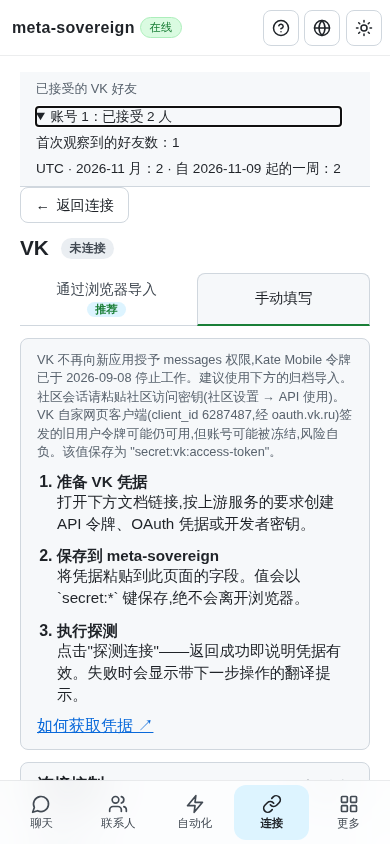 meta-sovereign 在线
已接受的 VK 好友
▼ 账号 1：已接受 2 人
首次观察到的好友数：1
UTC · 2026-11 月：2 · 自 2026-11-09 起的一周：2
← 返回连接
VK 未连接
通过浏览器导入
推荐
手动填写
VK 不再向新应用授予 messages 权限,Kate Mobile 令牌
已于 2026-09-08 停止工作。建议使用下方的归档导入。
社区会话请粘贴社区访问密钥(社区设置 → API 使用)。
VK 自家网页客户端(client_id 6287487,经 oauth.vk.ru)签
发的旧用户令牌可能仍可用,但账号可能被冻结,风险自
负。该值保存为 "secret:vk:access-token"。
1. 准备 VK 凭据
打开下方文档链接,按上游服务的要求创建
API 令牌、OAuth 凭据或开发者密钥。
2. 保存到 meta-sovereign
将凭据粘贴到此页面的字段。值会以
`secret:*` 键保存,绝不会离开浏览器。
3. 执行探测
点击"探测连接"——返回成功即说明凭据有
效。失败时会显示带下一步操作的翻译提
示。
如何获取凭据 ↗
聊天 联系人 自动化 连接 更多